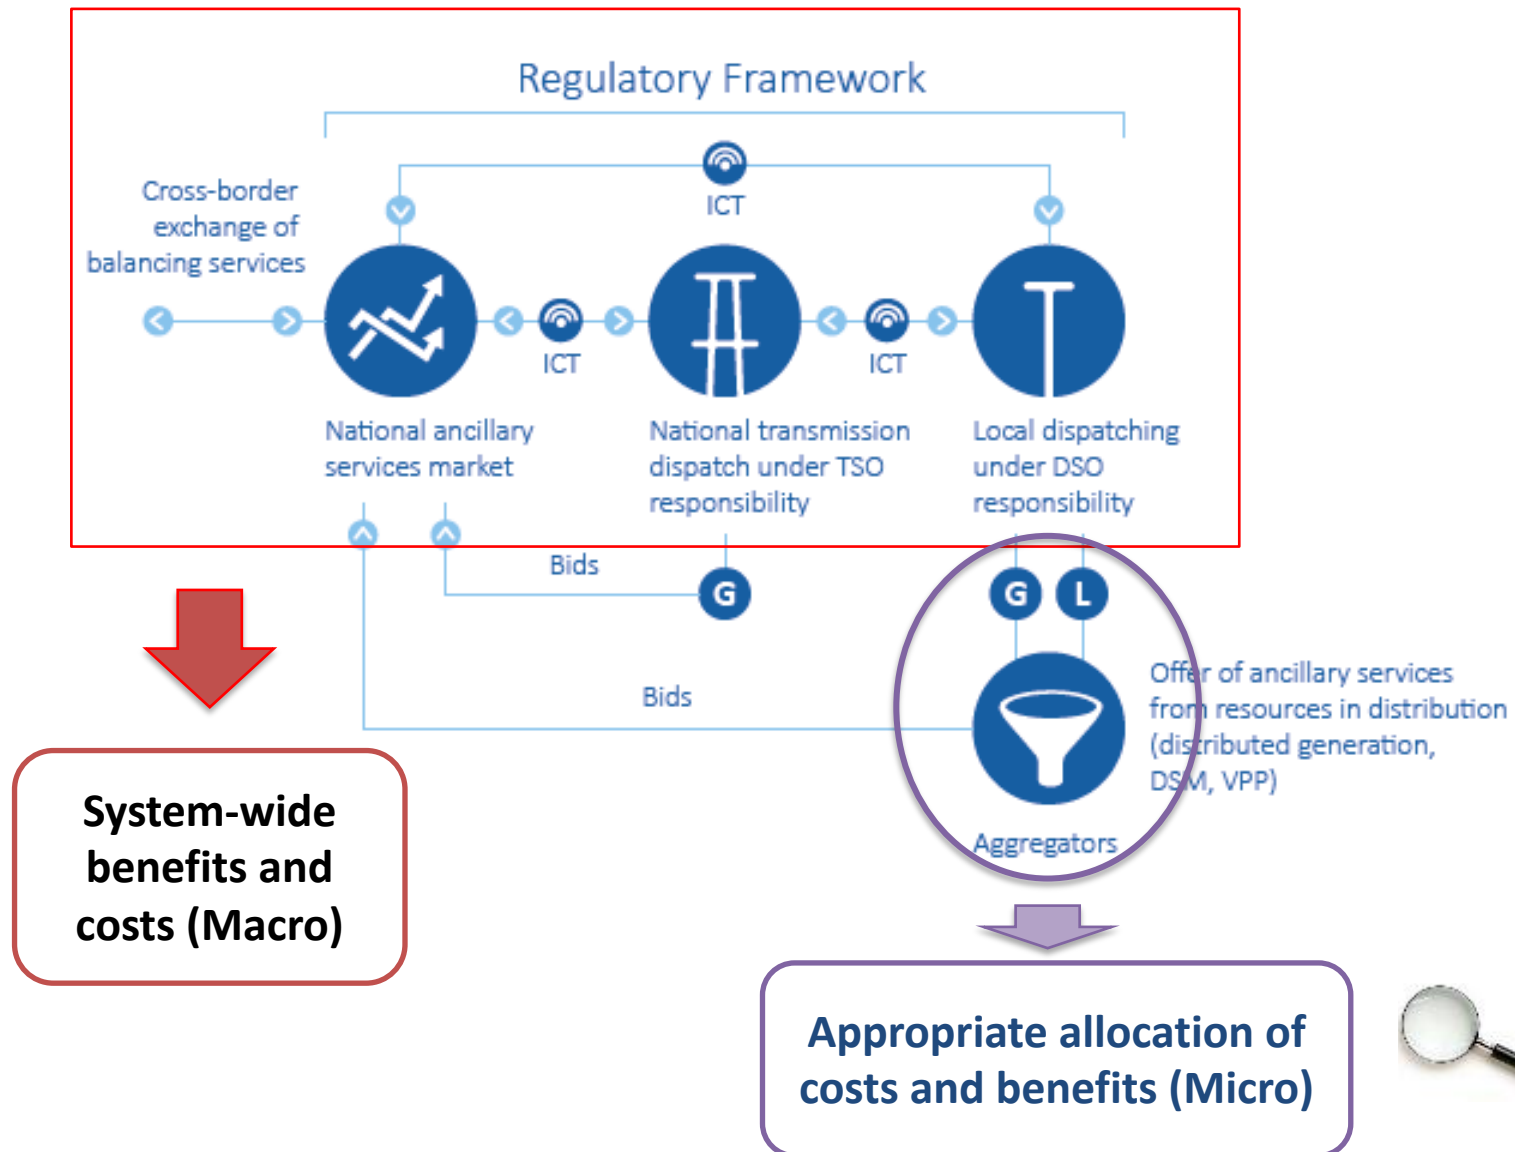 Regulatory Framework
ICT
Cross-border
exchange of
balancing services
ICT
ICT
National ancillary
services market
National transmission
dispatch under TSO
responsibility
Local dispatching
under DSO
responsibility
Bids
G
G
L
Bids
Offer of ancillary services
from resources in distribution
(distributed generation,
DSM, VPP)
Aggregators
System-wide
benefits and
costs (Macro)
Appropriate allocation of
costs and benefits (Micro)